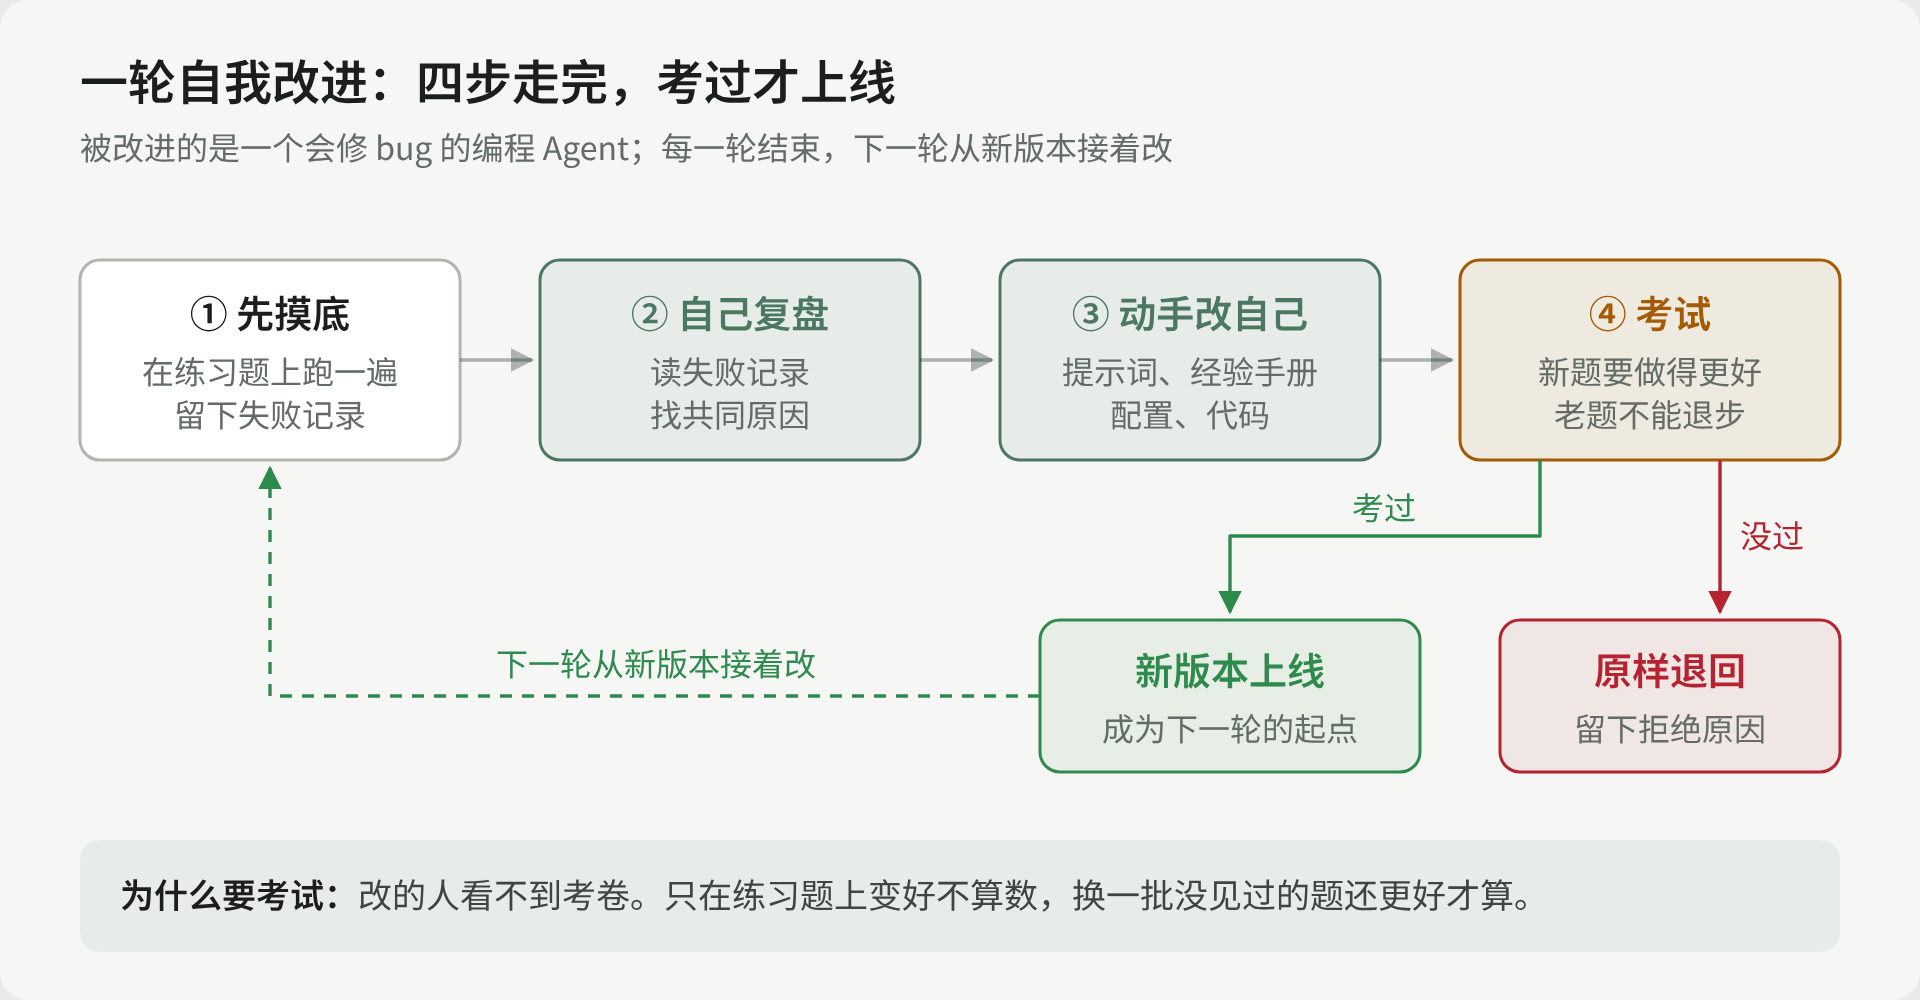 一轮自我改进：四步走完，考过才上线
被改进的是一个会修 bug 的编程 Agent；每一轮结束，下一轮从新版本接着改
① 先摸底
在练习题上跑一遍
留下失败记录
② 自己复盘
读失败记录
找共同原因
③ 动手改自己
提示词、经验手册
配置、代码
④ 考试
新题要做得更好
老题不能退步
考过
没过
下一轮从新版本接着改
新版本上线
成为下一轮的起点
原样退回
留下拒绝原因
为什么要考试：改的人看不到考卷。只在练习题上变好不算数，换一批没见过的题还更好才算。